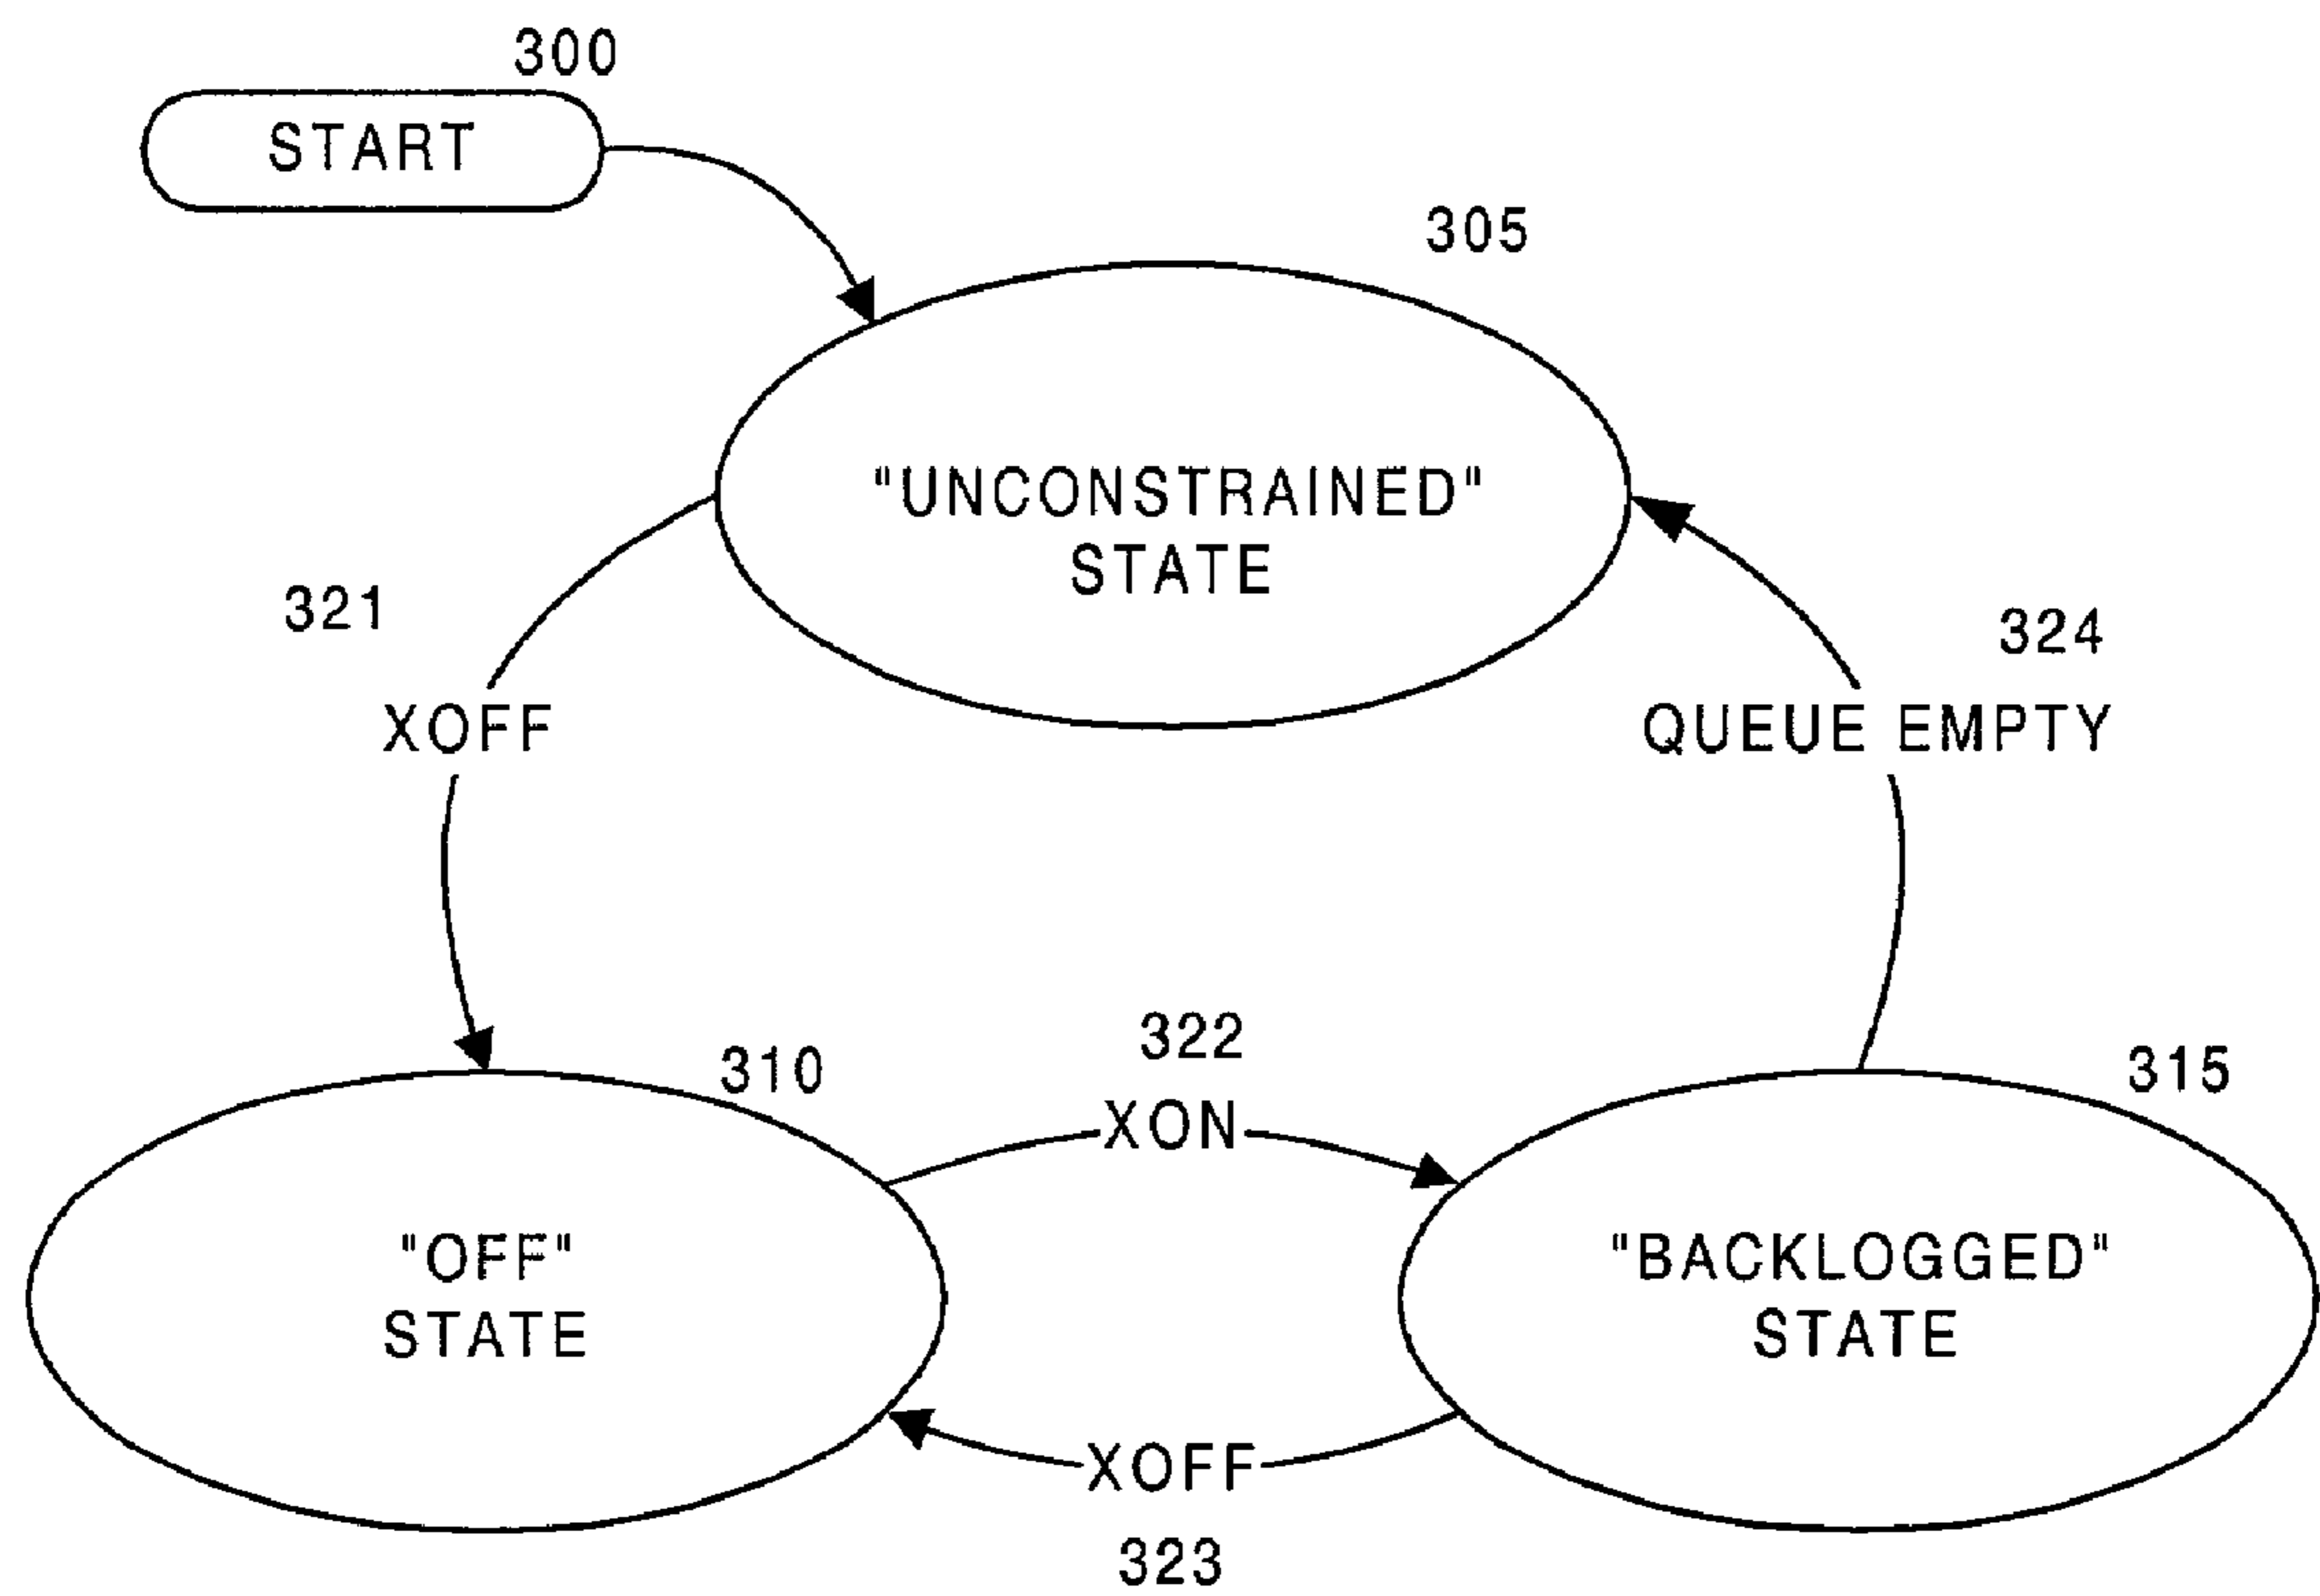 300
START
305
"UNCONSTRAINED"
STATE
321
324
XOFF
QUEUE EMPTY
322
310
315
XON
"OFF"
STATE
"BACKLOGGED"
STATE
XOFF
323